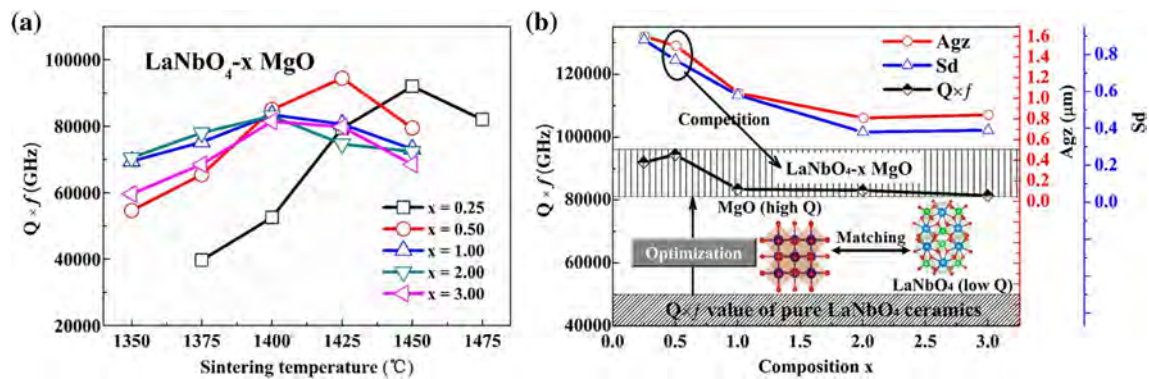 (a)
LaNbO4-x MgO
100000
80000
60000
40000
20000
Q × f (GHz)
x = 0.25
x = 0.50
x = 1.00
x = 2.00
x = 3.00
1350
1375
1400
1425
1450
1475
Sintering temperature (℃)
(b)
120000
100000
80000
60000
40000
Q × f (GHz)
Agz
Sd
Q×f
Competition
LaNbO4-x MgO
MgO (high Q)
Optimization
Matching
LaNbO4 (low Q)
Q×f value of pure LaNbO4 ceramics
0.0
0.5
1.0
1.5
2.0
2.5
3.0
Composition x
1.6
1.4
1.2
1.0
0.8
0.6
0.4
0.2
0.0
Agz (μm)
0.8
0.6
0.4
0.2
0.0
Sd